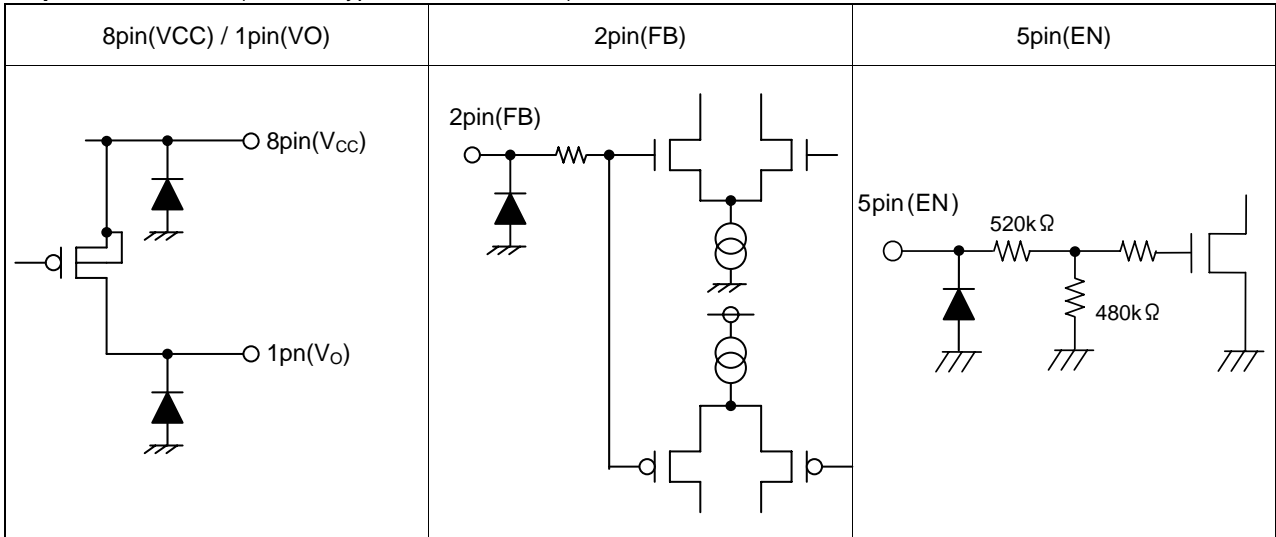 8pin(VCC) / 1pin(VO)
2pin(FB)
5pin(EN)
8pin(VCC)
1pn(VO)
2pin(FB)
5pin(EN)
520kΩ
480kΩ